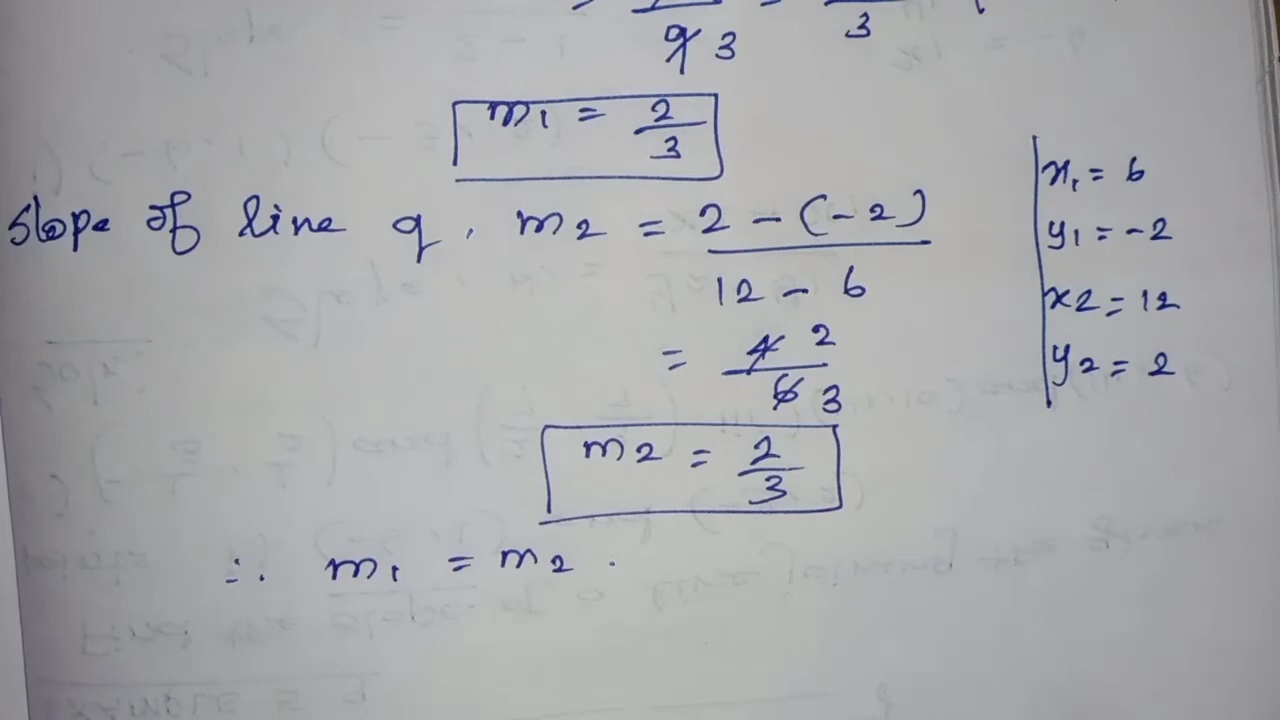 9 3 3
m1 = 2/3
slope of line q, m2 = 2 - (-2) / 12 - 6
= 4 2 / 6 3
m2 = 2/3
∴ m1 = m2.
x1 = 6
y1 = -2
x2 = 12
y2 = 2